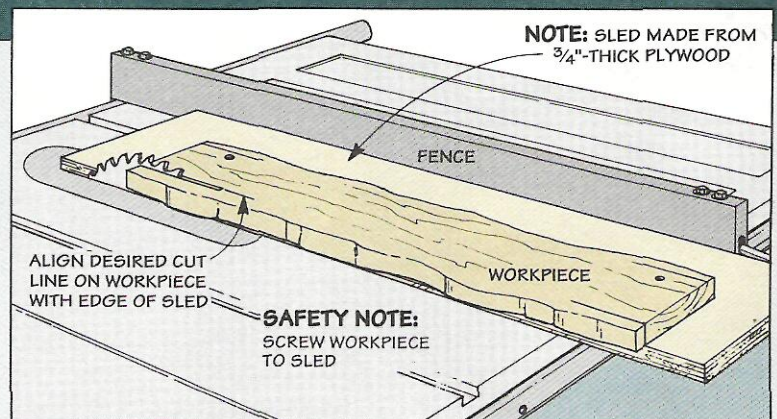 NOTE: SLED MADE FROM
3/4"-THICK PLYWOOD
FENCE
ALIGN DESIRED CUT
LINE ON WORKPIECE
WITH EDGE OF SLED
WORKPIECE
SAFETY NOTE:
SCREW WORKPIECE
TO SLED